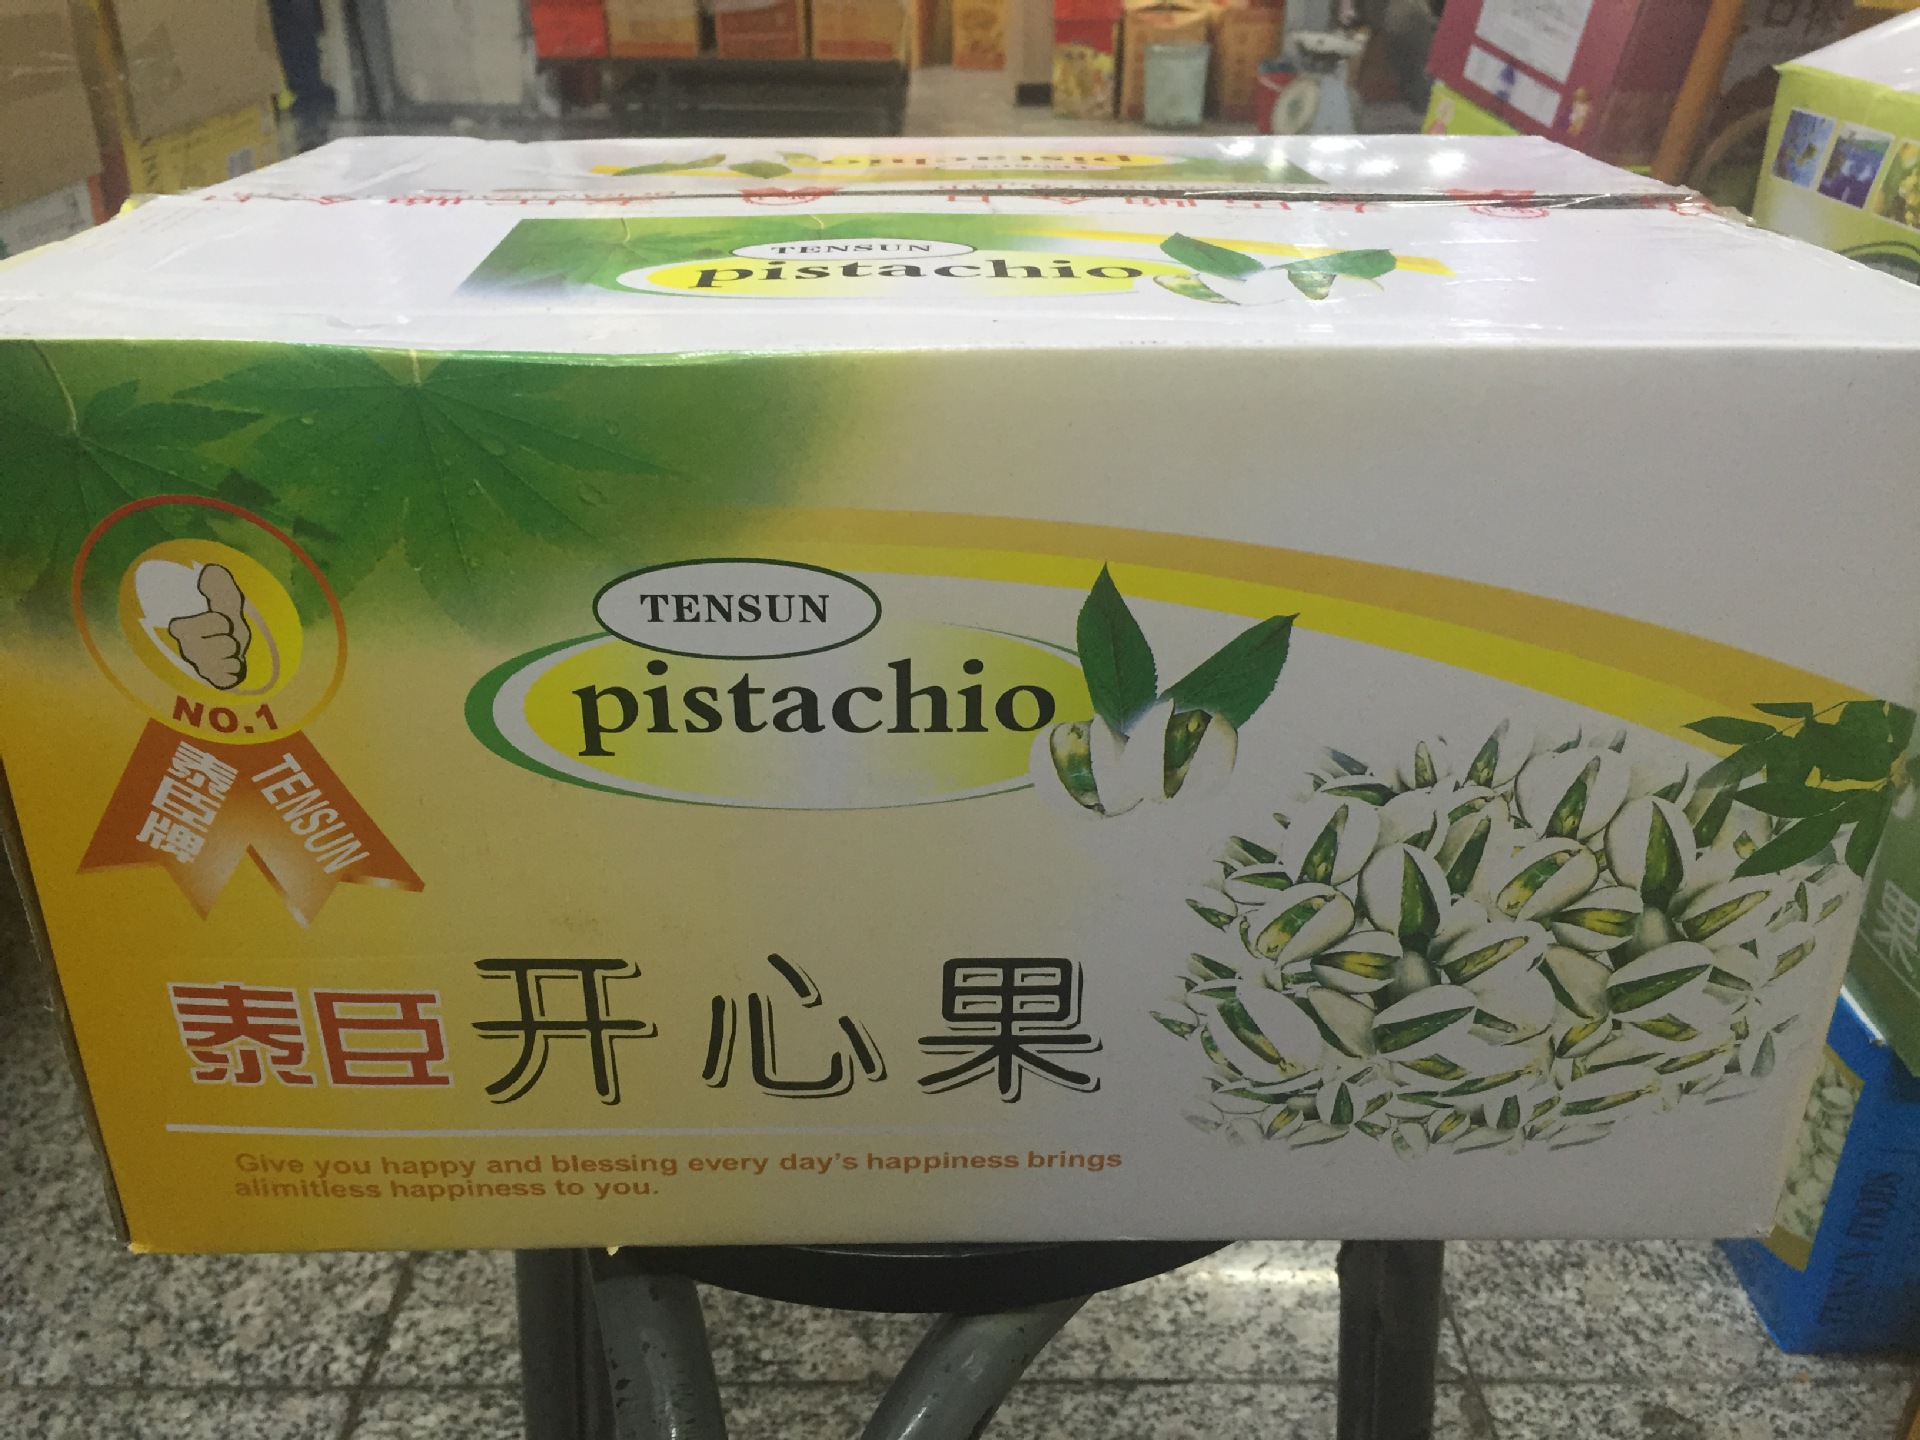 TENSUN
pistachio
TENSUN
pistachio
NO.1
泰臣牌
TENSUN
泰臣开心果
Give you happy and blessing every day's happiness brings
alimitless happiness to you.
果